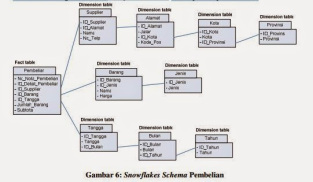 Dimension table
Supplier
- ID_Supplier
- ID_Alamat
- Nama
- No_Telp
Dimension table
Alamat
- ID_Alamat
- Jalan
- ID_Kota
- Kode_Pos
Dimension table
Kota
- ID_Kota
- Kota
- ID_Provinsi
Dimension table
Provinsi
- ID_Provinsi
- Provinsi
Fact table
Pembelian
- No_Nota_Pembelian
- ID_Detail_Pembelian
- ID_Supplier
- ID_Barang
- ID_Tangga
- Jumlah_Barang
- Subtotal
Dimension table
Barang
- ID_Barang
- ID_Jenis
- Nama
- Harga
Dimension table
Jenis
- ID_Jenis
- Jenis
Dimension table
Tangga
- ID_Tangga
- Tangga
- ID_Bulan
Dimension table
Bulan
- ID_Bulan
- Bulan
- ID_Tahun
Dimension table
Tahun
- ID_Tahun
- Tahun
Gambar 6: Snowflakes Schema Pembelian